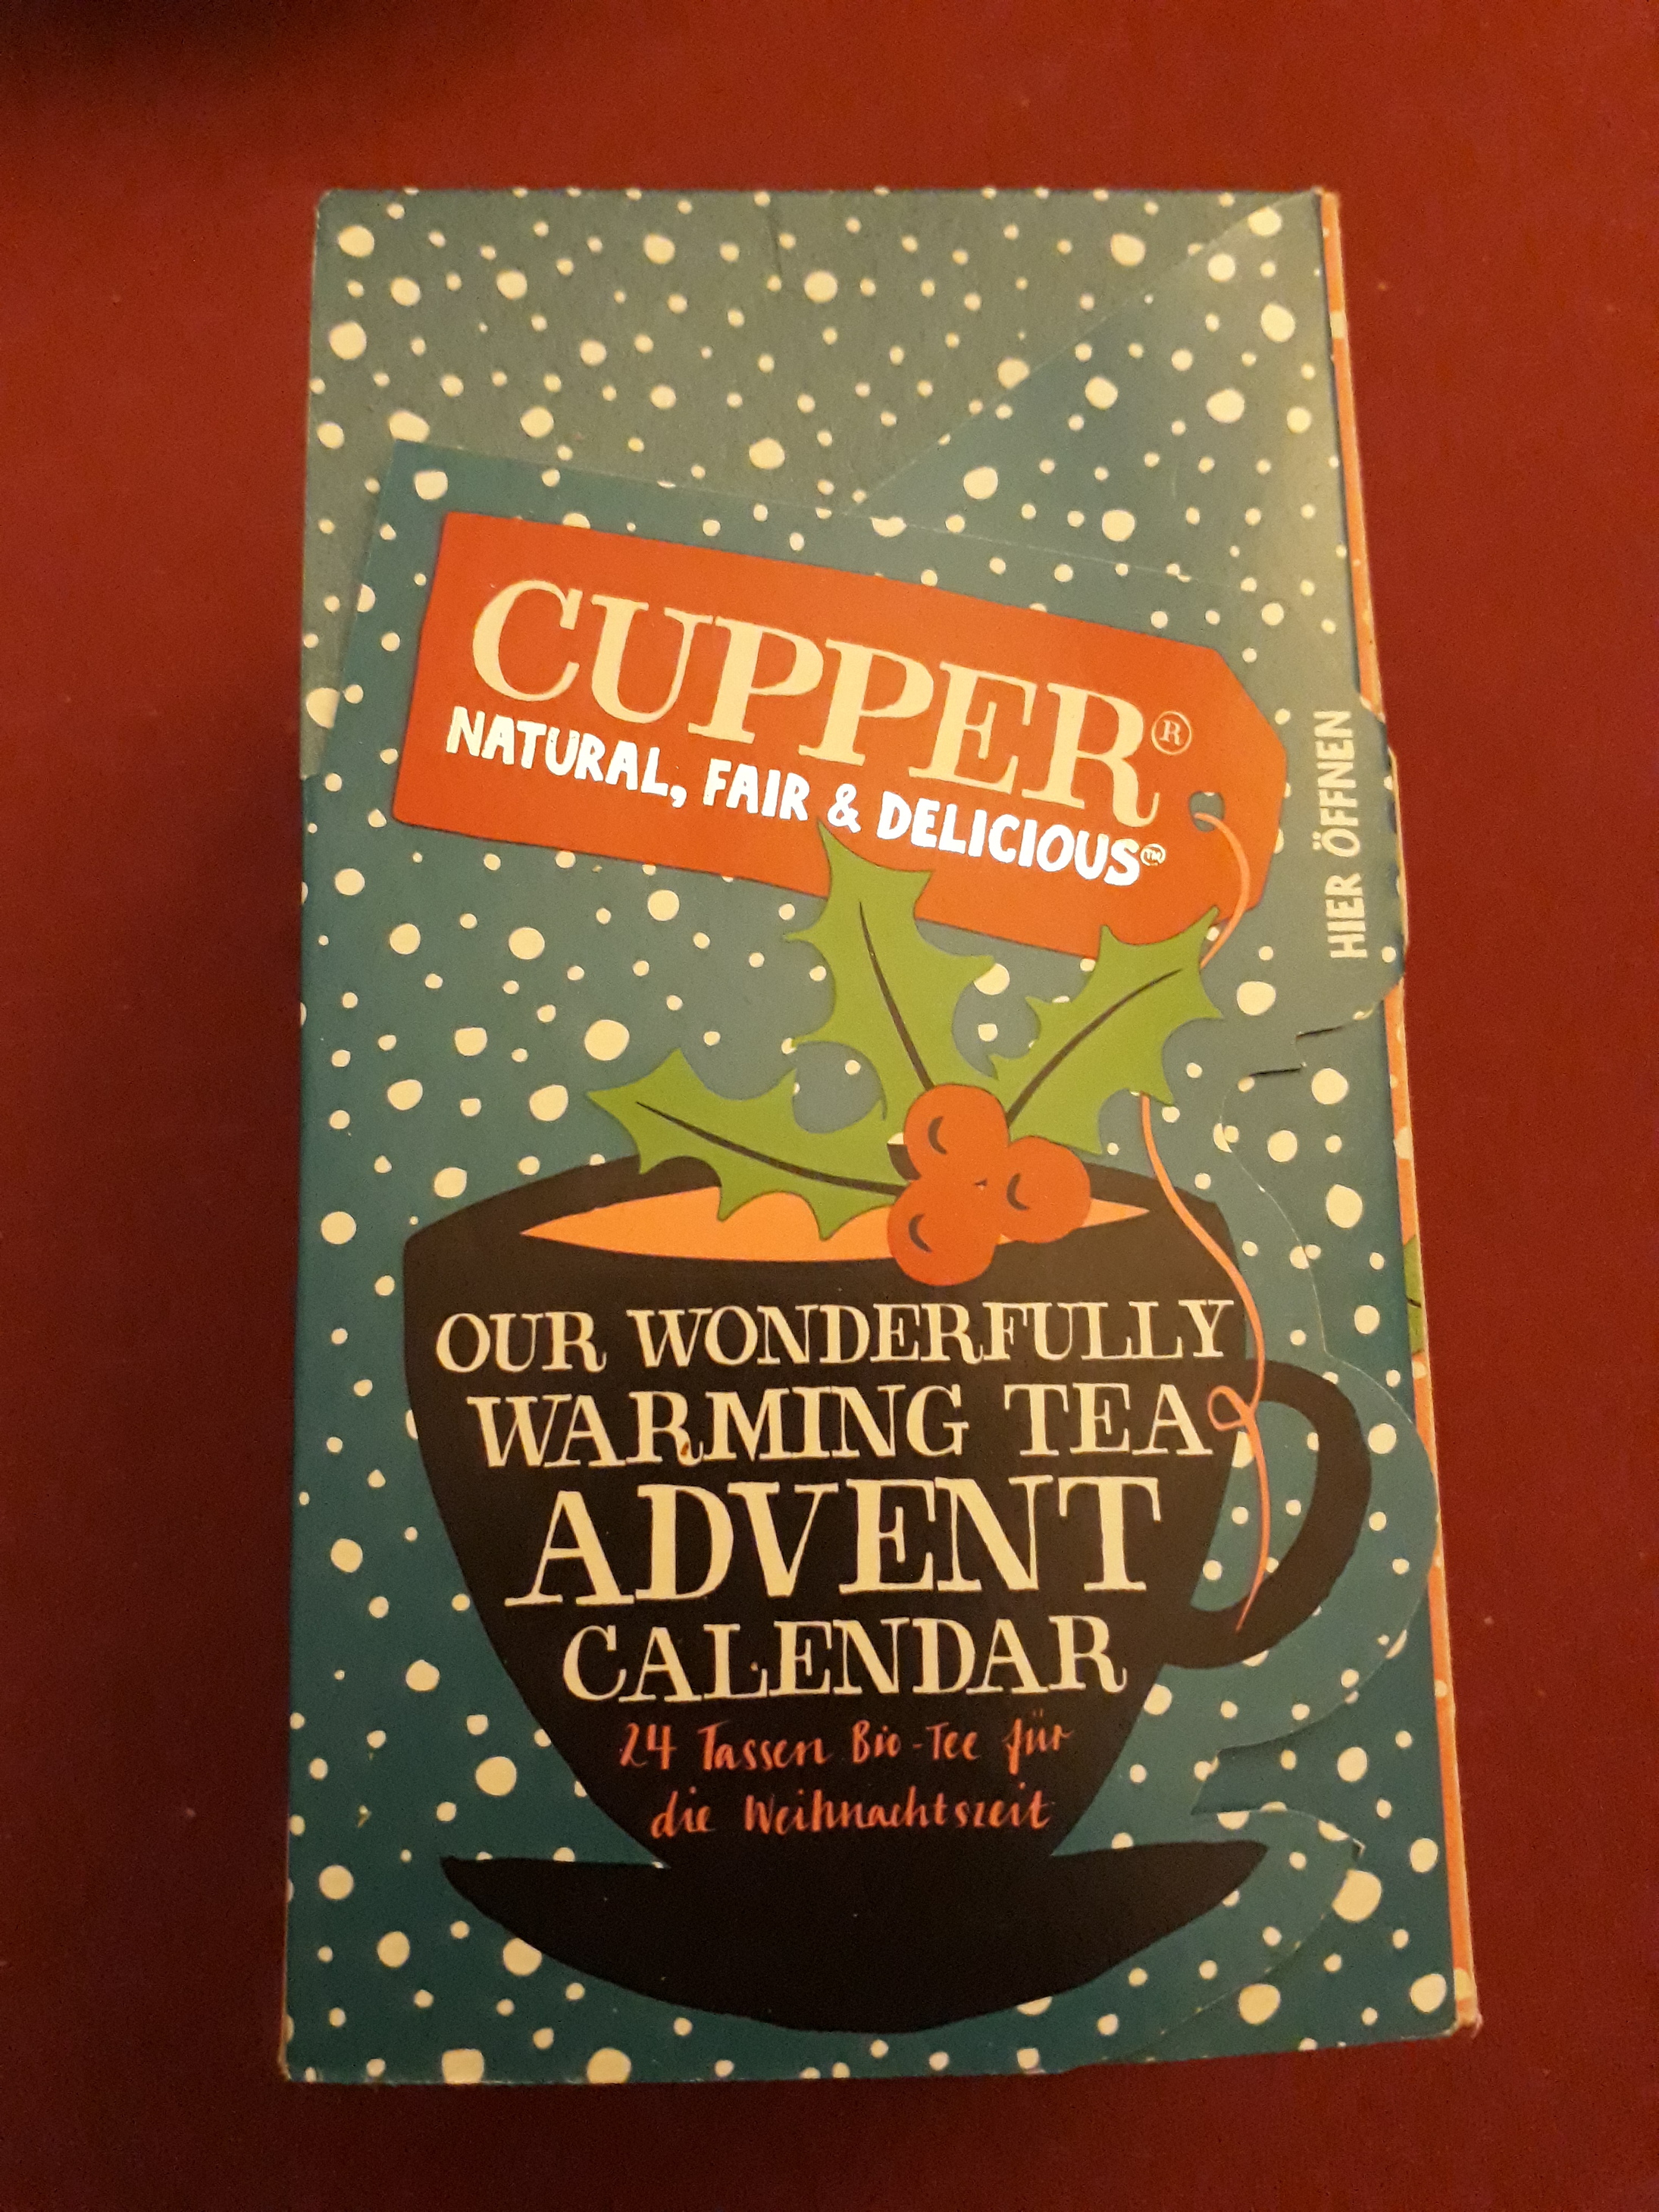 CUPPER®
NATURAL, FAIR & DELICIOUS™
HIER ÖFFNEN
OUR WONDERFULLY
WARMING TEA
ADVENT
CALENDAR
24 Tassen Bio-Tee für
die Weihnachtszeit